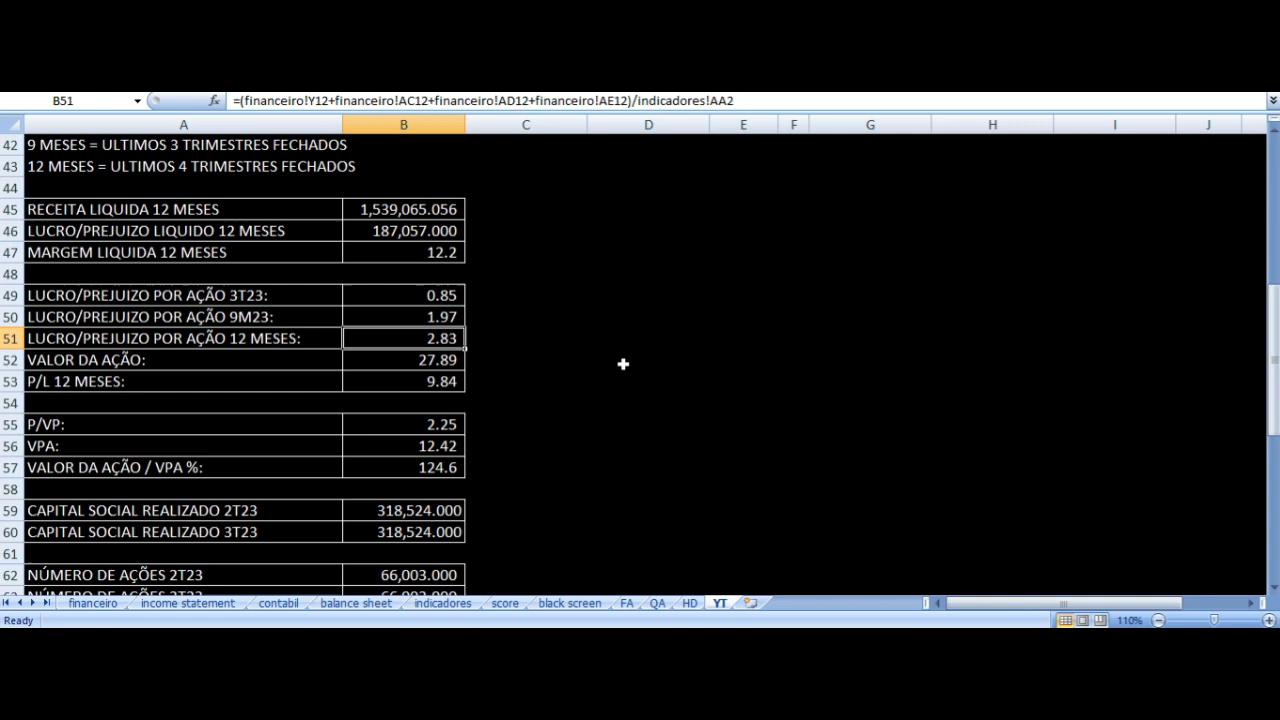 B51 fx =(financeiro!Y12+financeiro!AC12+financeiro!AD12+financeiro!AE12)/indicadores!AA2
A B C D E F G H I J
42 9 MESES = ULTIMOS 3 TRIMESTRES FECHADOS
43 12 MESES = ULTIMOS 4 TRIMESTRES FECHADOS
44
45 RECEITA LIQUIDA 12 MESES 1,539,065.056
46 LUCRO/PREJUIZO LIQUIDO 12 MESES 187,057.000
47 MARGEM LIQUIDA 12 MESES 12.2
48
49 LUCRO/PREJUIZO POR AÇÃO 3T23: 0.85
50 LUCRO/PREJUIZO POR AÇÃO 9M23: 1.97
51 LUCRO/PREJUIZO POR AÇÃO 12 MESES: 2.83
52 VALOR DA AÇÃO: 27.89
53 P/L 12 MESES: 9.84
54
55 P/VP: 2.25
56 VPA: 12.42
57 VALOR DA AÇÃO / VPA %: 124.6
58
59 CAPITAL SOCIAL REALIZADO 2T23 318,524.000
60 CAPITAL SOCIAL REALIZADO 3T23 318,524.000
61
62 NÚMERO DE AÇÕES 2T23 66,003.000
financeiro income statement contabil balance sheet indicadores score black screen FA QA HD YT
Ready 110%